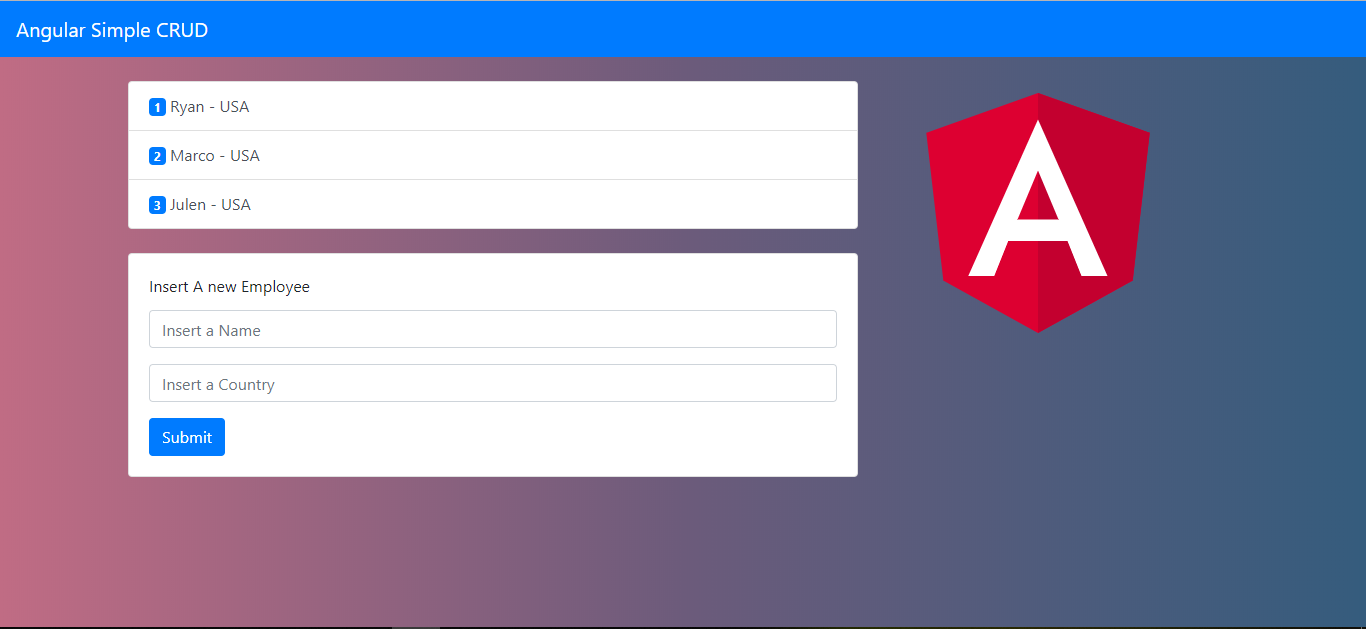 Angular Simple CRUD
1 Ryan - USA
2 Marco - USA
3 Julen - USA
A
Insert A new Employee
Insert a Name
Insert a Country
Submit